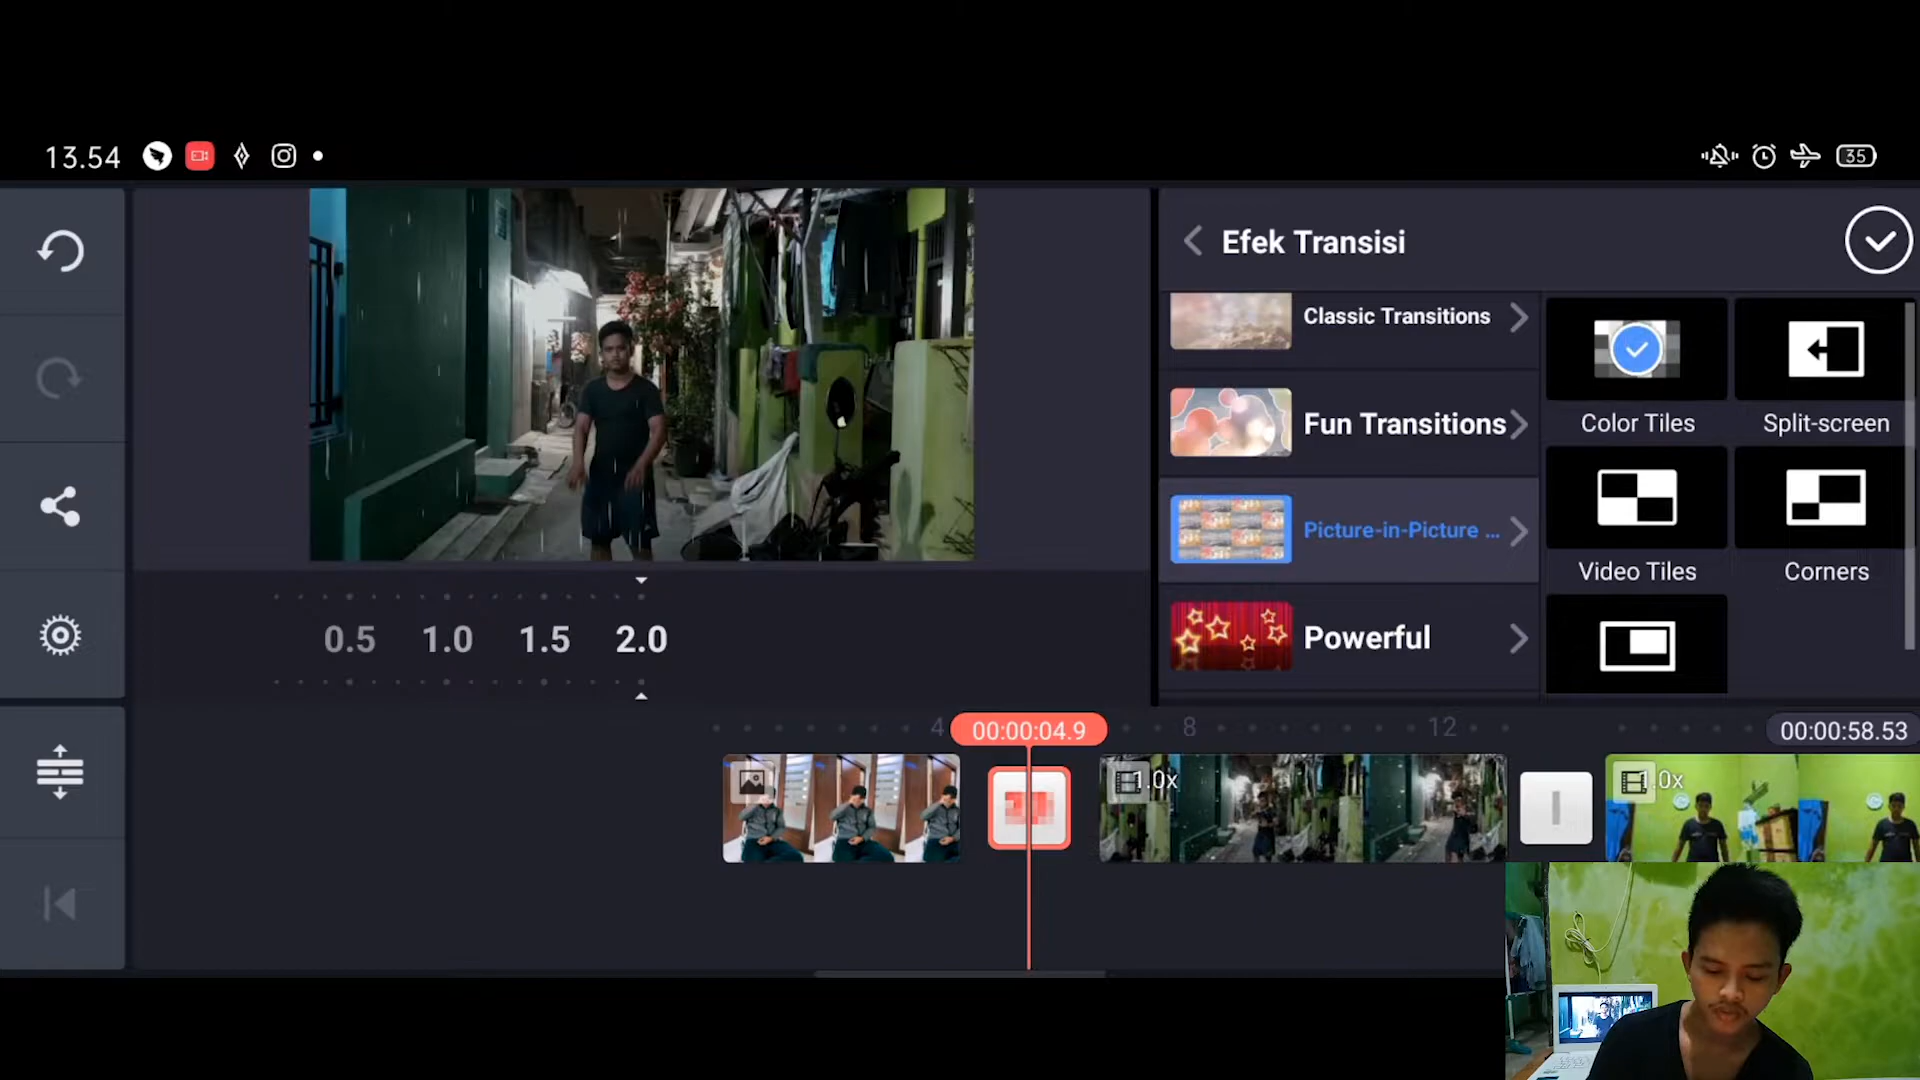 13.54
35
Efek Transisi
Classic Transitions
Fun Transitions
Picture-in-Picture ...
Powerful
Color Tiles
Split-screen
Video Tiles
Corners
0.5 1.0 1.5 2.0
4
00:00:04.9
8
12
00:00:58.53
1.0x
1.0x